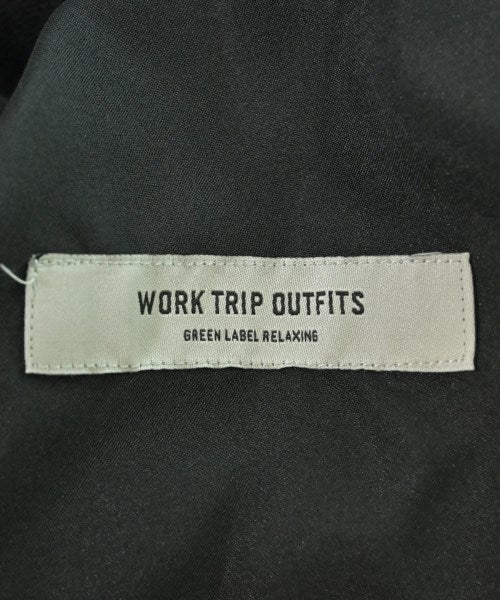 WORK TRIP OUTFITS
GREEN LABEL RELAXING